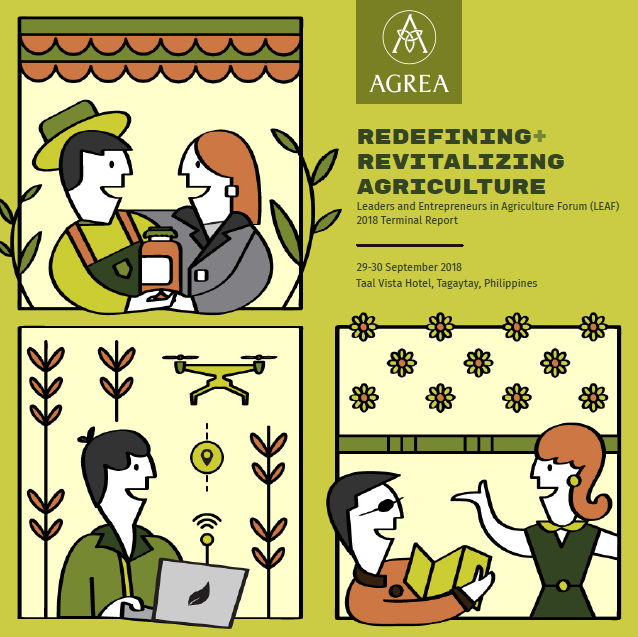 AGREA
REDEFINING+
REVITALIZING
AGRICULTURE
Leaders and Entrepreneurs in Agriculture Forum (LEAF)
2018 Terminal Report
29-30 September 2018
Taal Vista Hotel, Tagaytay, Philippines